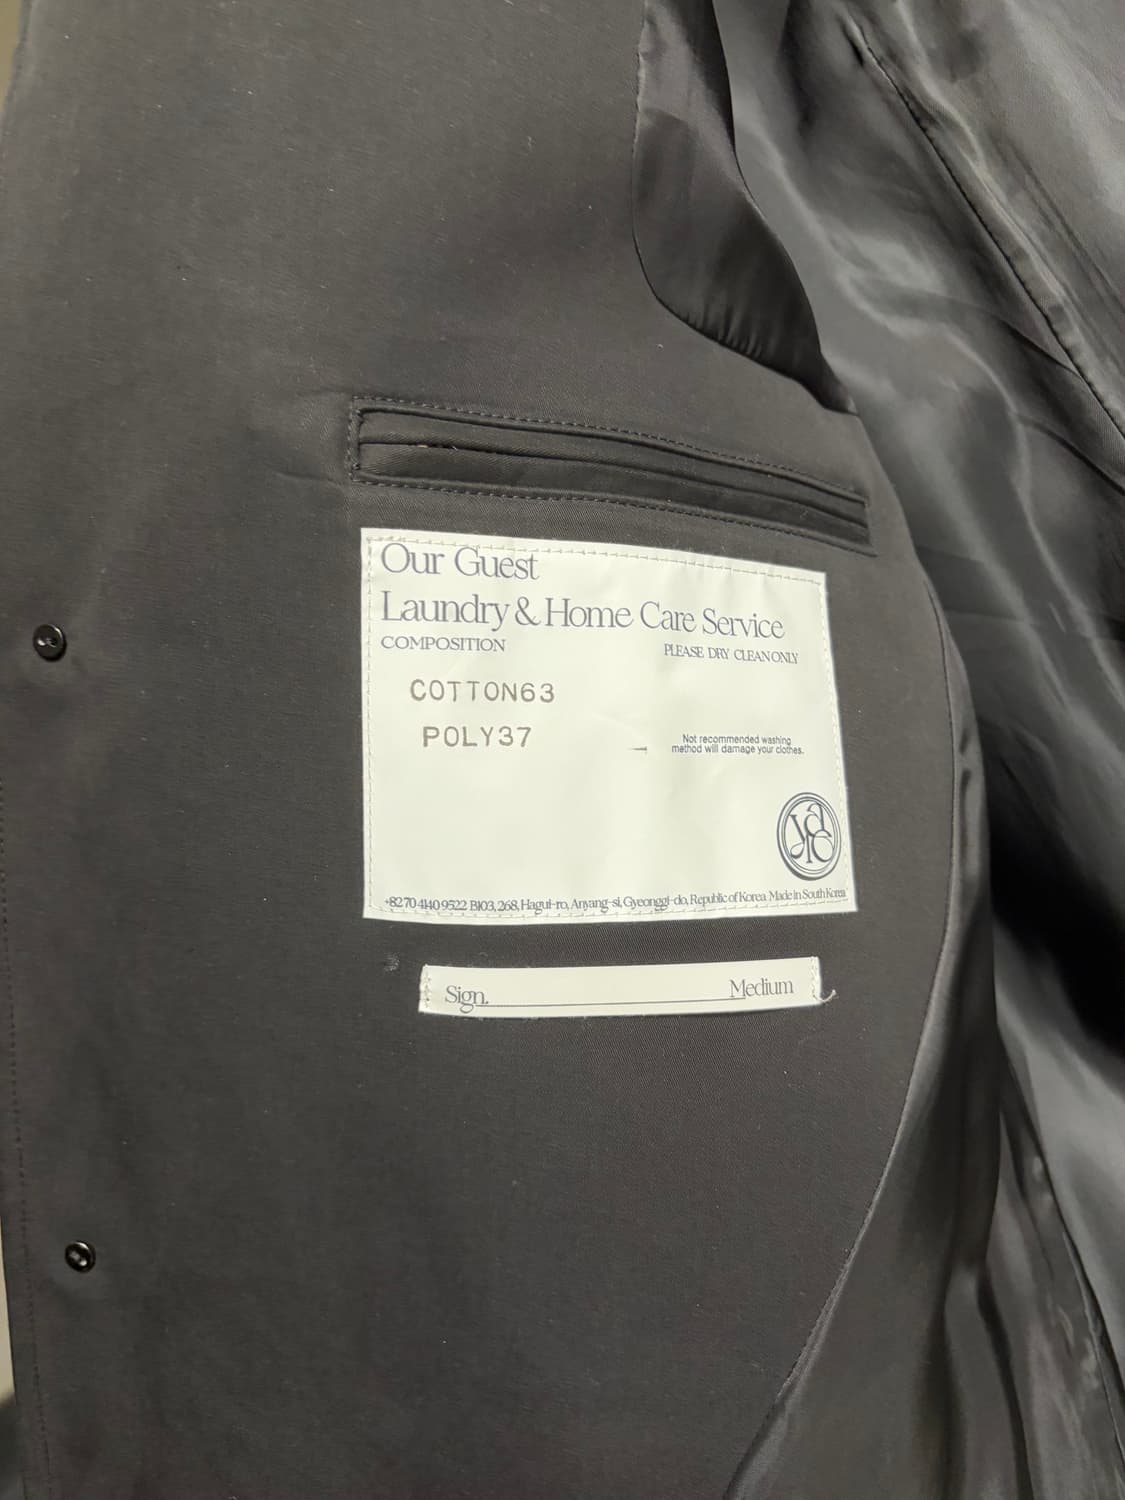 Our Guest
Laundry & Home Care Service
COMPOSITION
PLEASE DRY CLEAN ONLY
COTTON63
POLY37
Not recommended washing
method will damage your clothes.
+82 70 4140 9522 B103, 268, Hagui-ro, Anyang-si, Gyeonggi-do, Republic of Korea Made in South Korea
Sign. Medium